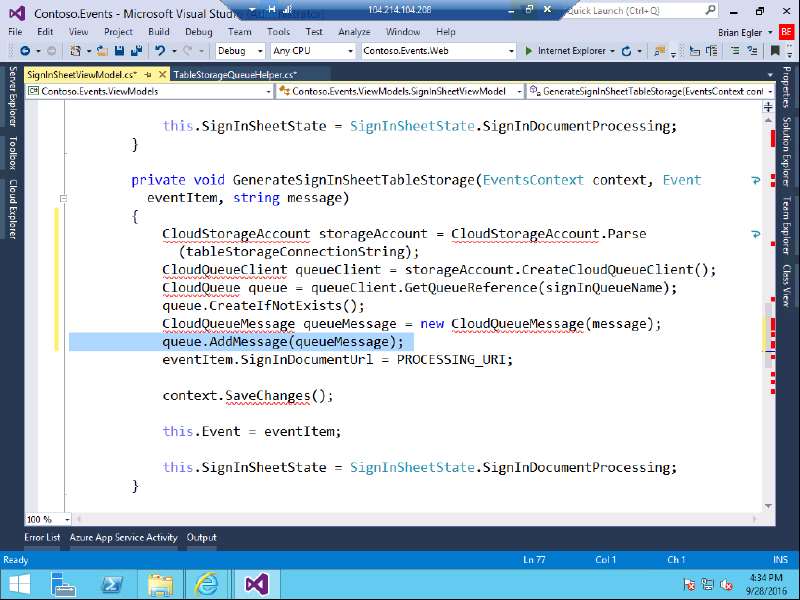 Contoso.Events - Microsoft Visual Stu
104.214.104.208
Quick Launch (Ctrl+Q)
File Edit View Project Build Debug Team Tools Test Analyze Window Help
Brian Egler BE
Debug Any CPU Contoso.Events.Web Internet Explorer
SignInSheetViewModel.cs* TableStorageQueueHelper.cs*
Contoso.Events.ViewModels Contoso.Events.ViewModels.SignInSheetViewModel GenerateSignInSheetTableStorage(EventsContext cont
Server Explorer
Toolbox
Cloud Explorer
this.SignInSheetState = SignInSheetState.SignInDocumentProcessing;
}
private void GenerateSignInSheetTableStorage(EventsContext context, Event
eventItem, string message)
{
CloudStorageAccount storageAccount = CloudStorageAccount.Parse
(tableStorageConnectionString);
CloudQueueClient queueClient = storageAccount.CreateCloudQueueClient();
CloudQueue queue = queueClient.GetQueueReference(signInQueueName);
queue.CreateIfNotExists();
CloudQueueMessage queueMessage = new CloudQueueMessage(message);
queue.AddMessage(queueMessage);
eventItem.SignInDocumentUrl = PROCESSING_URI;
context.SaveChanges();
this.Event = eventItem;
this.SignInSheetState = SignInSheetState.SignInDocumentProcessing;
}
Properties
Solution Explorer
Team Explorer
Class View
100 %
Error List Azure App Service Activity Output
Ready Ln 77 Col 1 Ch 1 INS
4:34 PM
9/28/2016